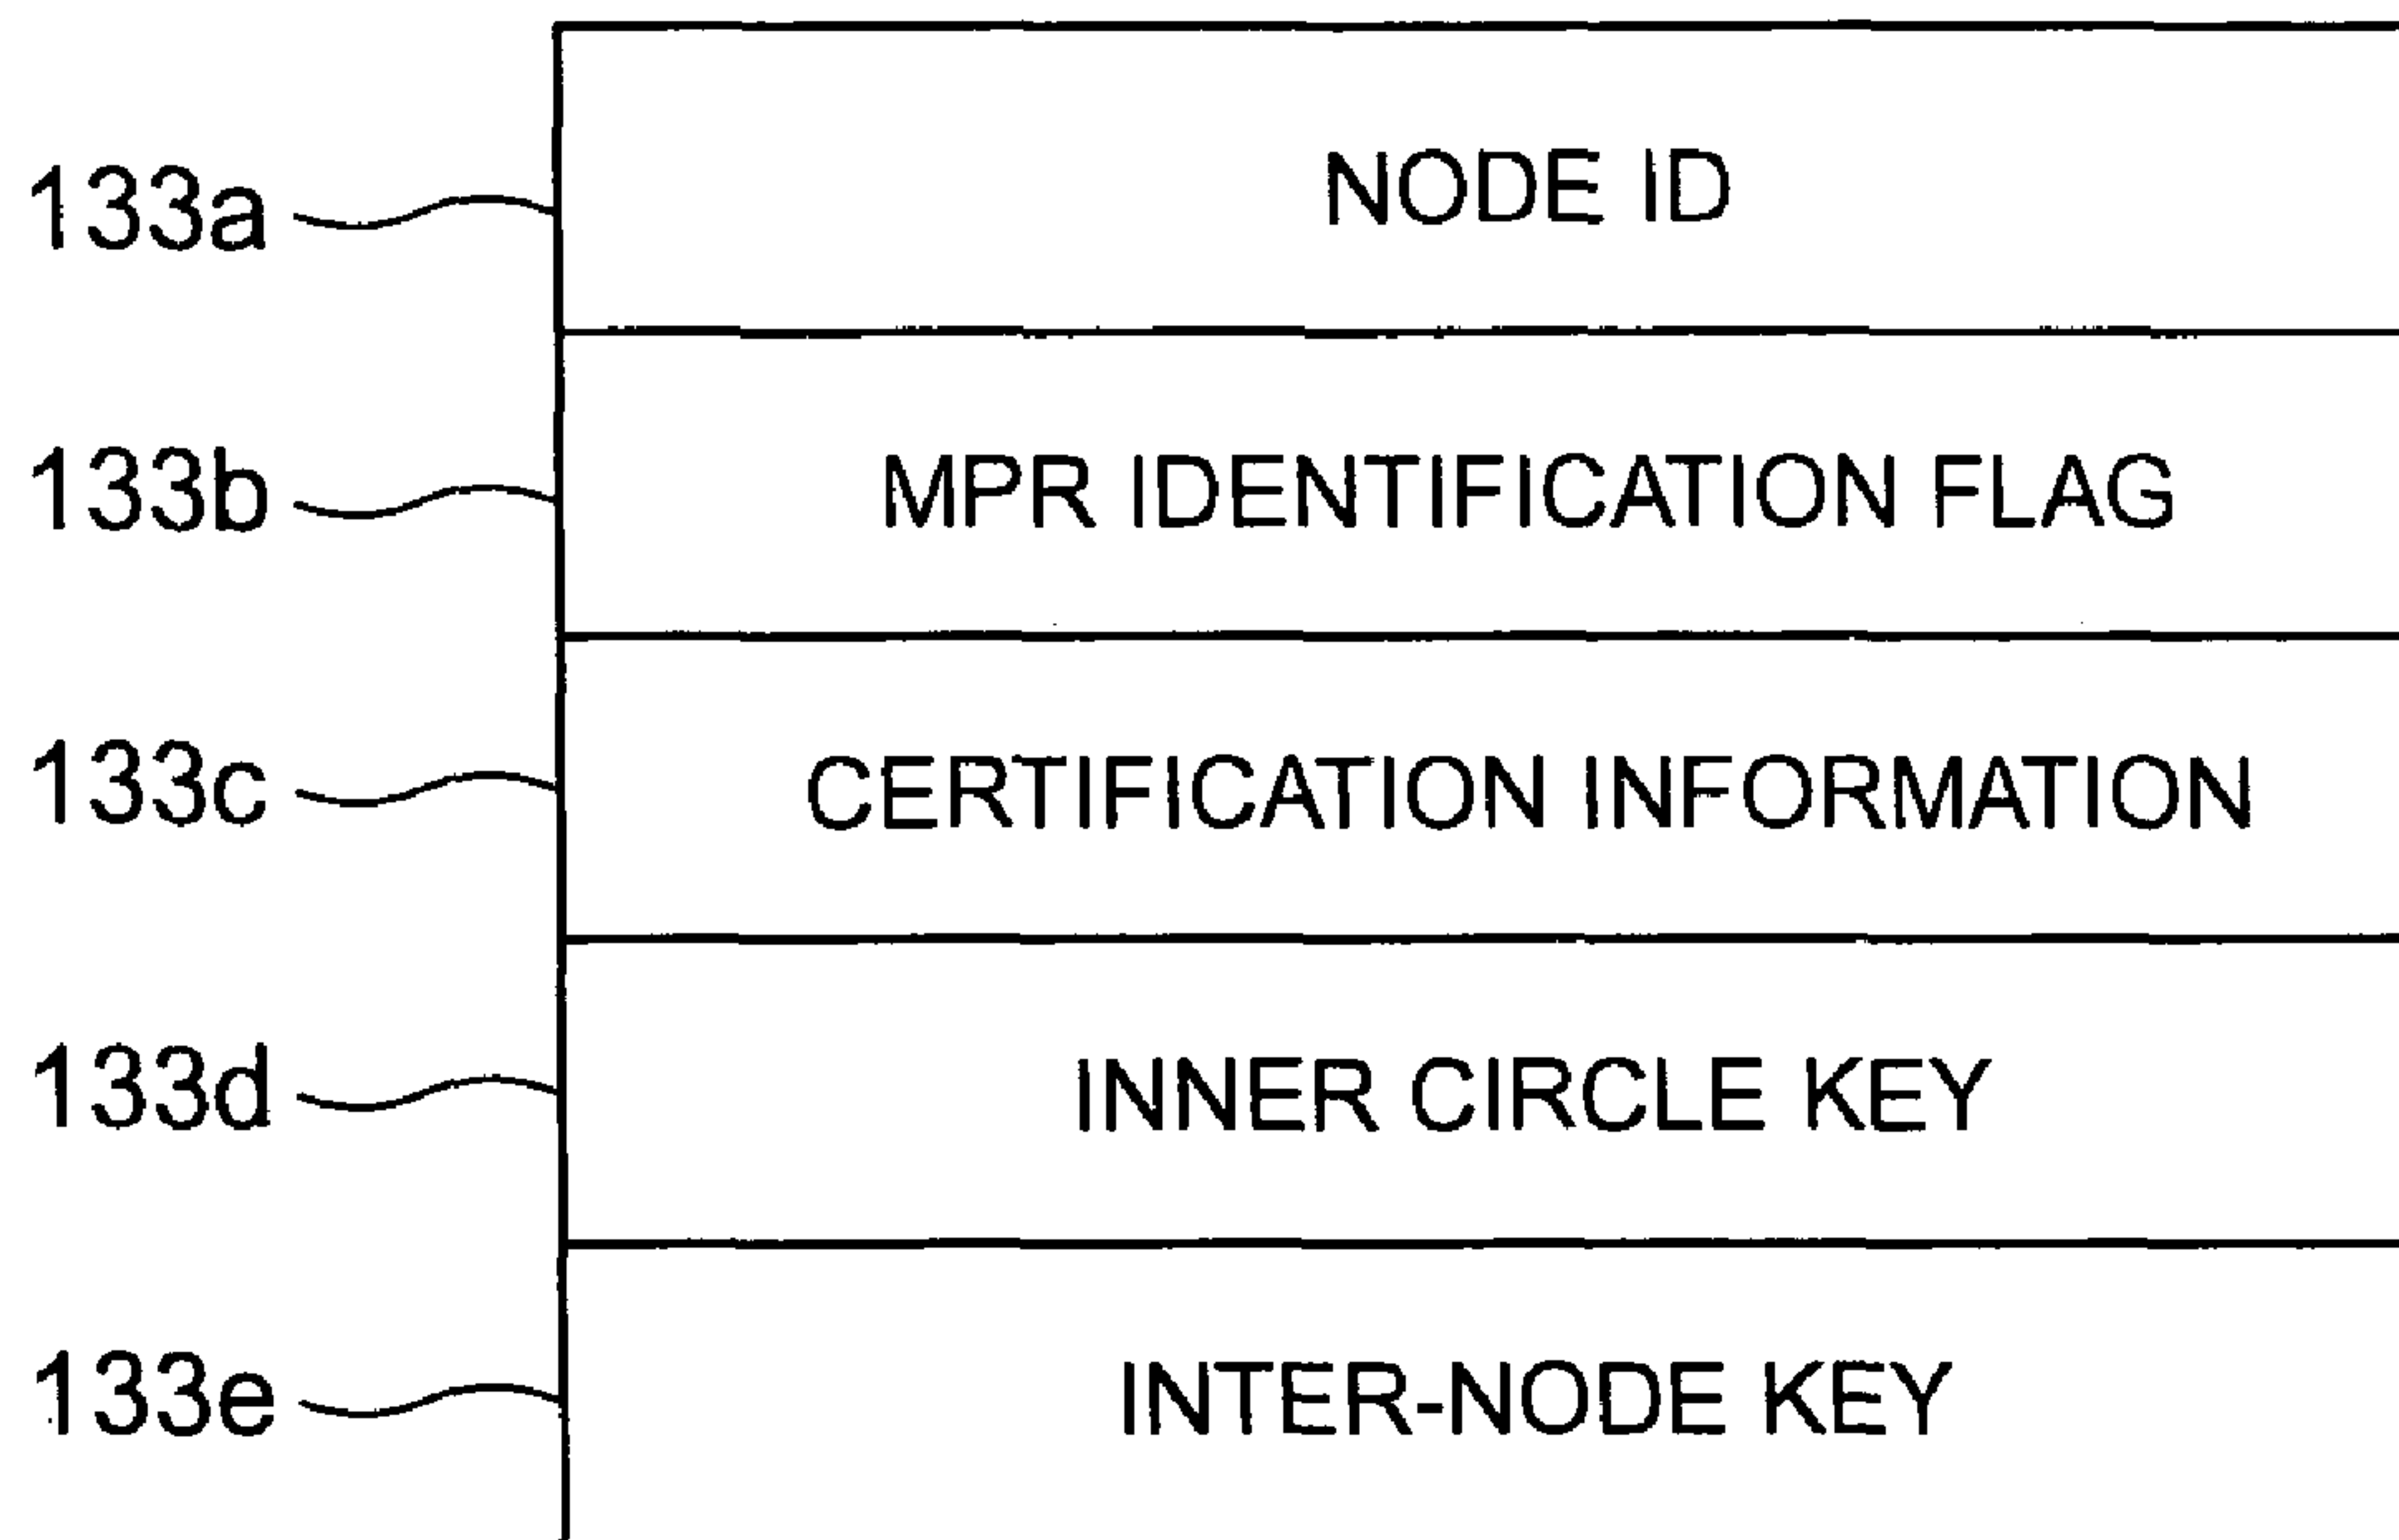 133a NODE ID
133b MPR IDENTIFICATION FLAG
133c CERTIFICATION INFORMATION
133d INNER CIRCLE KEY
133e INTER-NODE KEY